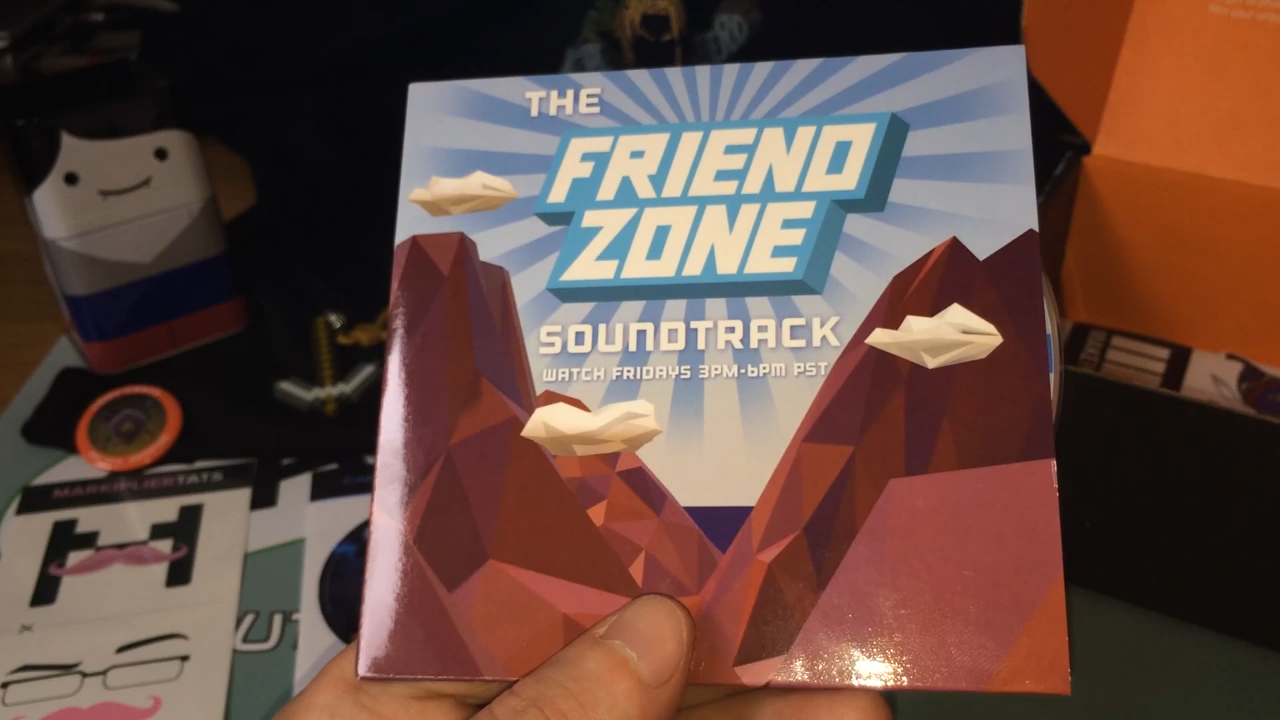 THE
FRIEND
ZONE
SOUNDTRACK
WATCH FRIDAYS 3PM-6PM PST
MARKIPLIERTATS